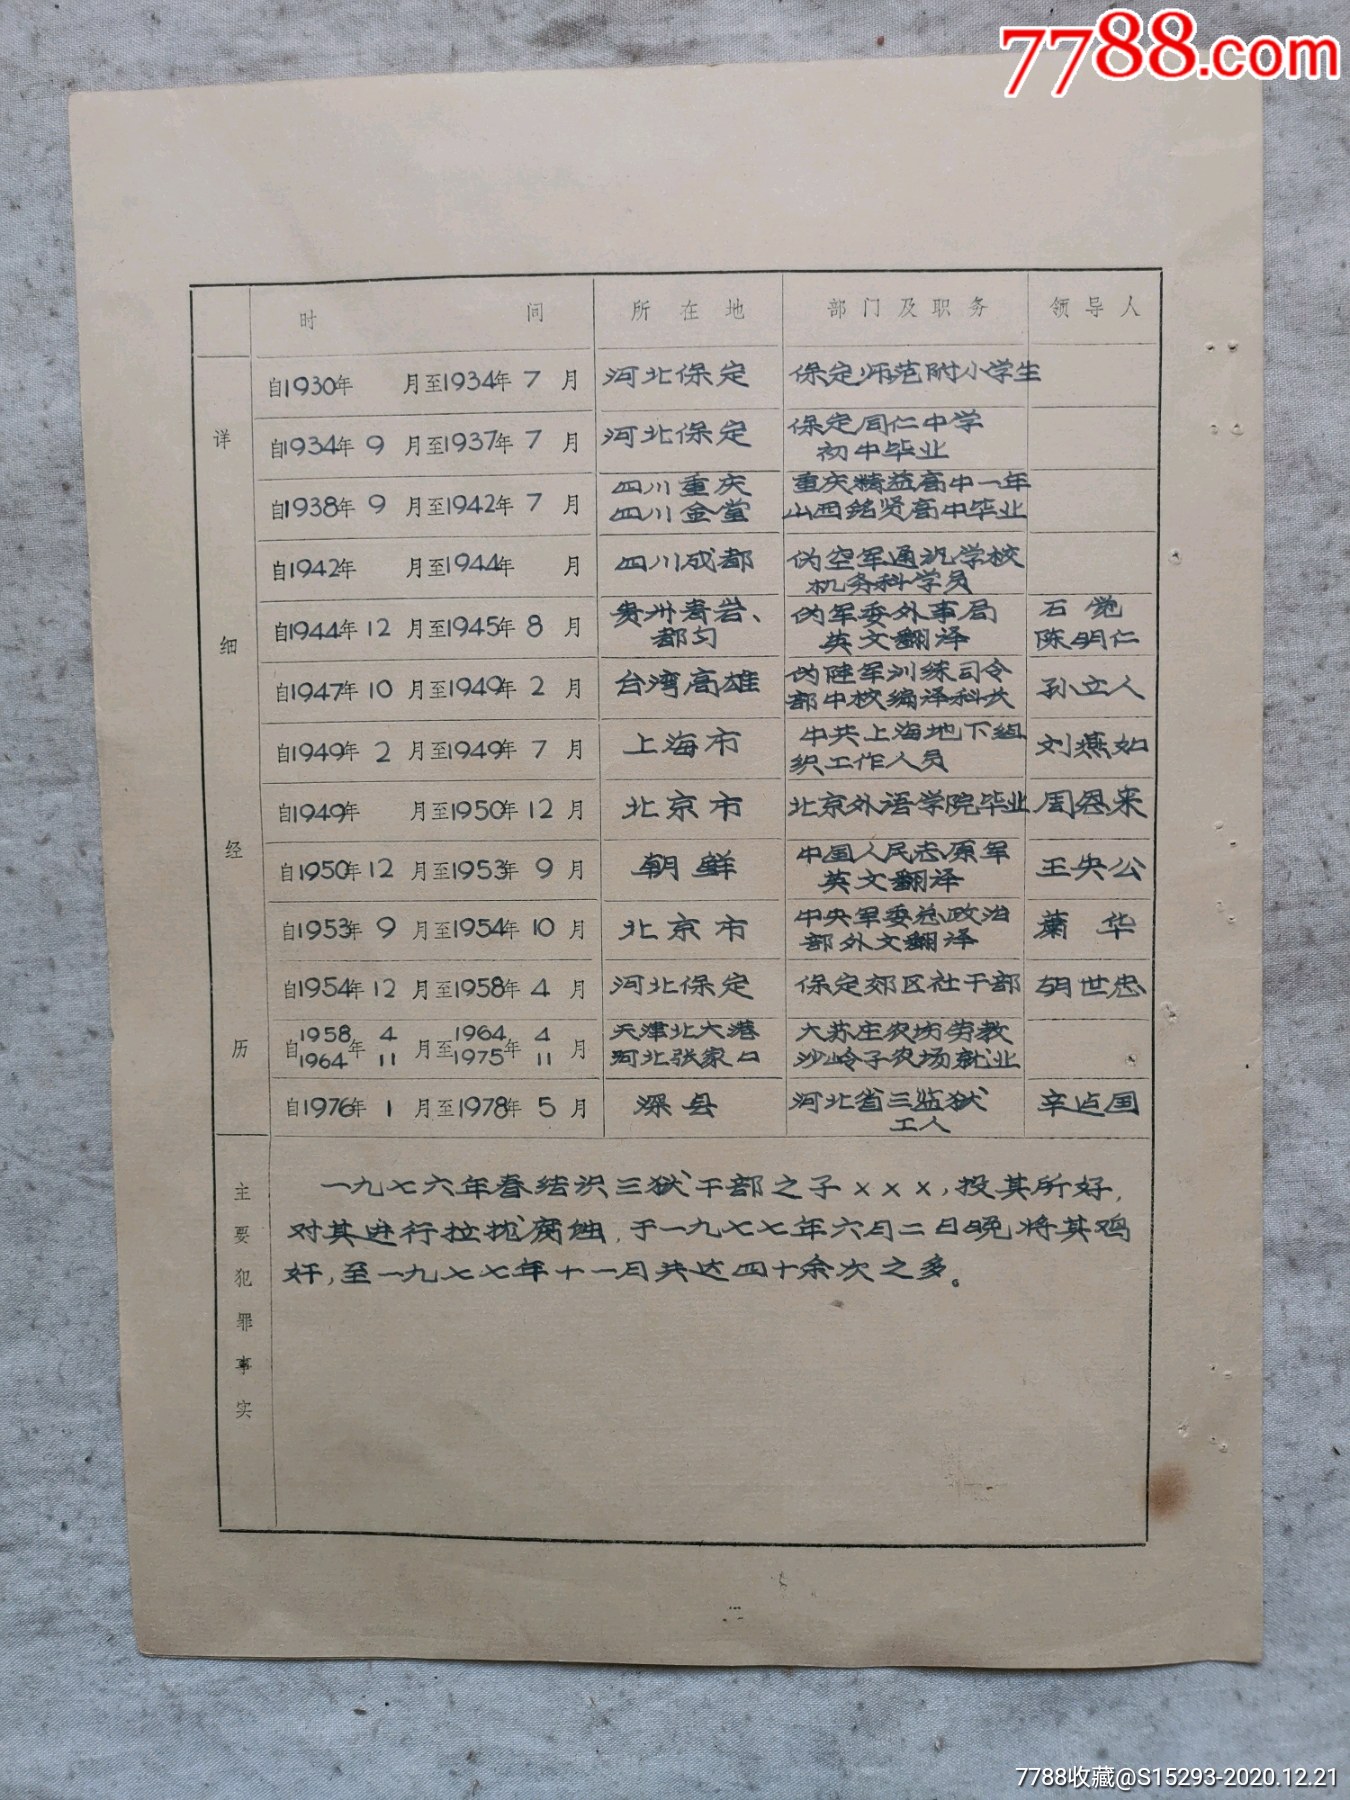 7788.com
时 间 所在地 部门及职务 领导人
自1930年 月至1934年7月 河北保定 保定师范附小学生
自1934年9月至1937年7月 河北保定 保定同仁中学
初中毕业
自1938年9月至1942年7月 四川重庆 重庆精益高中一年
四川金堂 山西铭贤高中毕业
自1942年 月至1944年 月 四川成都 伪空军通讯学校
机务科学员
自1944年12月至1945年8月 贵州青岩、 伪军委外事局 石觉
都匀 英文翻译 陈明仁
自1947年10月至1949年2月 台湾高雄 伪陆军训练司令 孙立人
部中校编译科长
自1949年2月至1949年7月 上海市 中共上海地下组 刘燕如
织工作人员
自1949年 月至1950年12月 北京市 北京外语学院毕业 周恩来
自1950年12月至1953年9月 朝鲜 中国人民志愿军 王央公
英文翻译
自1953年9月至1954年10月 北京市 中央军委总政治 萧华
部外文翻译
自1954年12月至1958年4月 河北保定 保定郊区社干部 胡世忠
1958 4 1964 4 天津北大港 大苏庄农场劳教
自1964年11月至1975年11月 河北张家口 沙岭子农场就业
自1976年1月至1978年5月 深县 河北省三监狱 辛占国
工人
详细经历
主要犯罪事实
一九七六年春结识三狱干部之子×××,投其所好,
对其进行拉拢腐蚀,于一九七七年六月二日晚将其鸡
奸,至一九七七年十一月共达四十余次之多。
7788收藏@S15293-2020.12.21